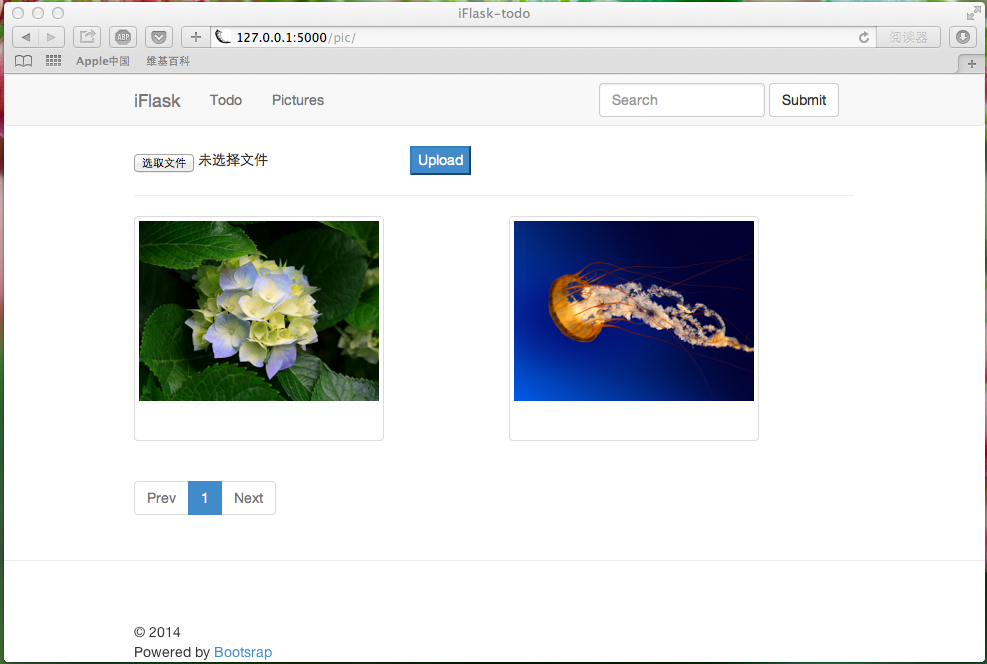 iFlask-todo
ABP 127.0.0.1:5000/pic/ 阅读器
Apple中国 维基百科
iFlask Todo Pictures Search Submit
选取文件 未选择文件 Upload
Prev 1 Next
© 2014
Powered by Bootsrap